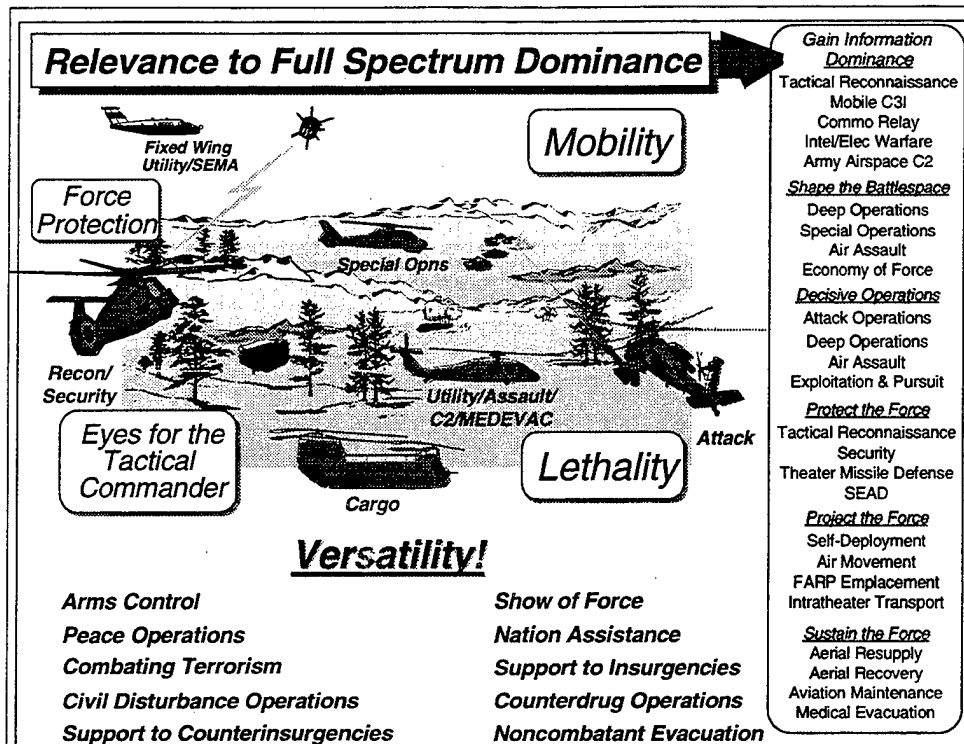 Relevance to Full Spectrum Dominance
Fixed Wing
Utility/SEMA
Mobility
Force
Protection
Special Opns
Recon/
Security
Utility/Assault/
C2/MEDEVAC
Attack
Eyes for the
Tactical
Commander
Cargo
Lethality
Versatility!
Arms Control
Peace Operations
Combating Terrorism
Civil Disturbance Operations
Support to Counterinsurgencies
Show of Force
Nation Assistance
Support to Insurgencies
Counterdrug Operations
Noncombatant Evacuation
Gain Information
Dominance
Tactical Reconnaissance
Mobile C3I
Commo Relay
Intel/Elec Warfare
Army Airspace C2
Shape the Battlespace
Deep Operations
Special Operations
Air Assault
Economy of Force
Decisive Operations
Attack Operations
Deep Operations
Air Assault
Exploitation & Pursuit
Protect the Force
Tactical Reconnaissance
Security
Theater Missile Defense
SEAD
Project the Force
Self-Deployment
Air Movement
FARP Emplacement
Intratheater Transport
Sustain the Force
Aerial Resupply
Aerial Recovery
Aviation Maintenance
Medical Evacuation